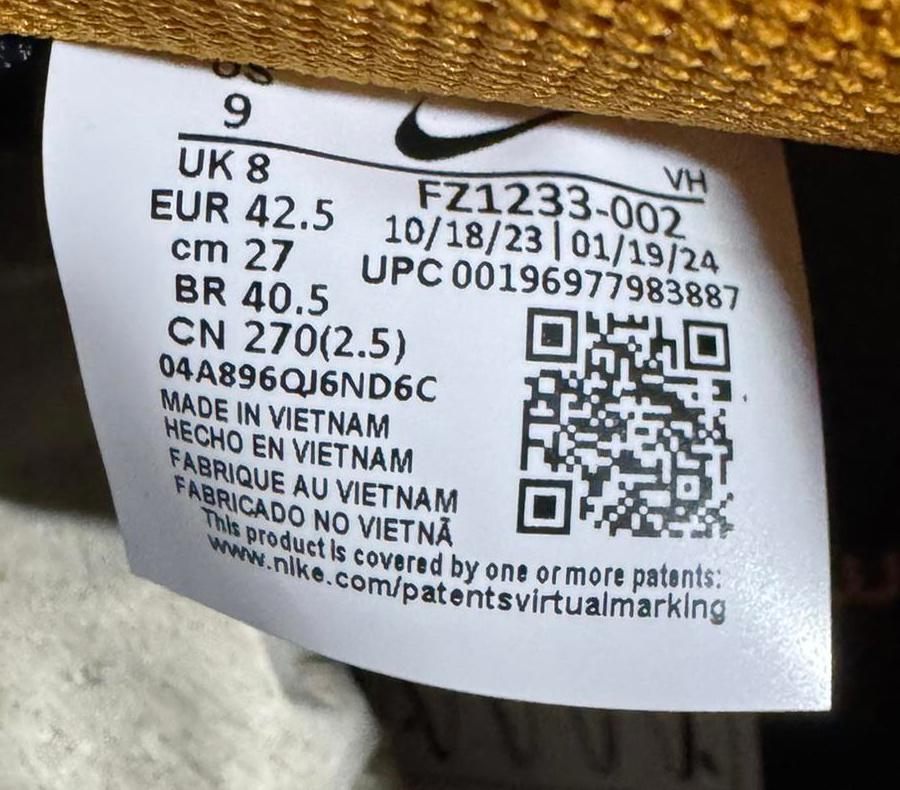 US
9
VH
UK 8
FZ1233-002
EUR 42.5
10/18/23 | 01/19/24
cm 27
UPC 00196977983887
BR 40.5
CN 270(2.5)
04A896QJ6ND6C
MADE IN VIETNAM
HECHO EN VIETNAM
FABRIQUE AU VIETNAM
FABRICADO NO VIETNÃ
This product is covered by one or more patents:
www.nike.com/patentsvirtualmarking